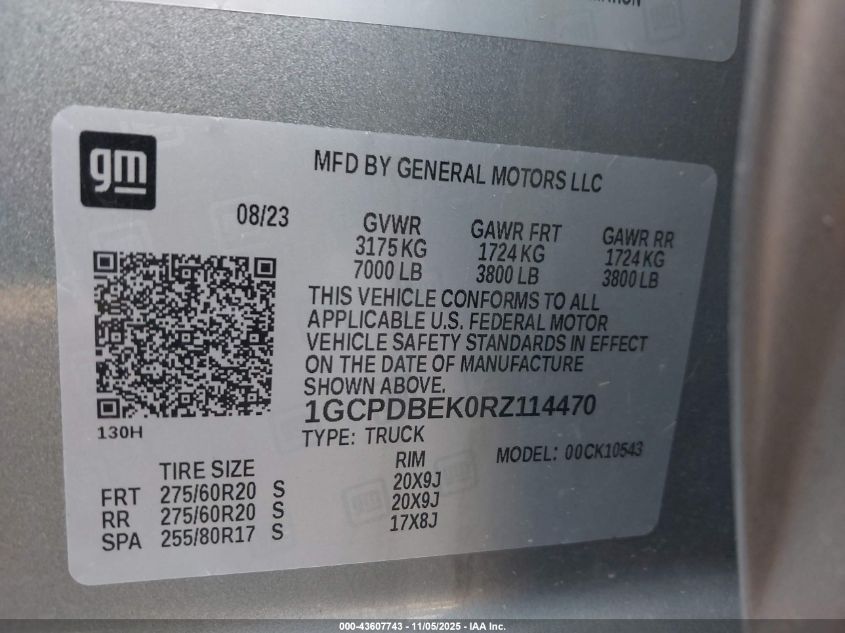 gm
MFD BY GENERAL MOTORS LLC
08/23
GVWR GAWR FRT GAWR RR
3175 KG 1724 KG 1724 KG
7000 LB 3800 LB 3800 LB
THIS VEHICLE CONFORMS TO ALL
APPLICABLE U.S. FEDERAL MOTOR
VEHICLE SAFETY STANDARDS IN EFFECT
ON THE DATE OF MANUFACTURE
SHOWN ABOVE.
1GCPDBEK0RZ114470
130H
TYPE: TRUCK MODEL: 00CK10543
TIRE SIZE RIM
FRT 275/60R20 S 20X9J
RR 275/60R20 S 20X9J
SPA 255/80R17 S 17X8J
gm
000-43607743 - 11/05/2025 - IAA Inc.